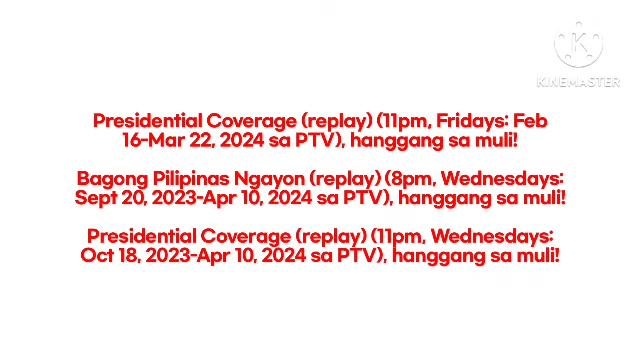 KINEMASTER
Presidential Coverage (replay) (11pm, Fridays: Feb
16-Mar 22, 2024 sa PTV), hanggang sa muli!
Bagong Pilipinas Ngayon (replay) (8pm, Wednesdays:
Sept 20, 2023-Apr 10, 2024 sa PTV), hanggang sa muli!
Presidential Coverage (replay) (11pm, Wednesdays:
Oct 18, 2023-Apr 10, 2024 sa PTV), hanggang sa muli!